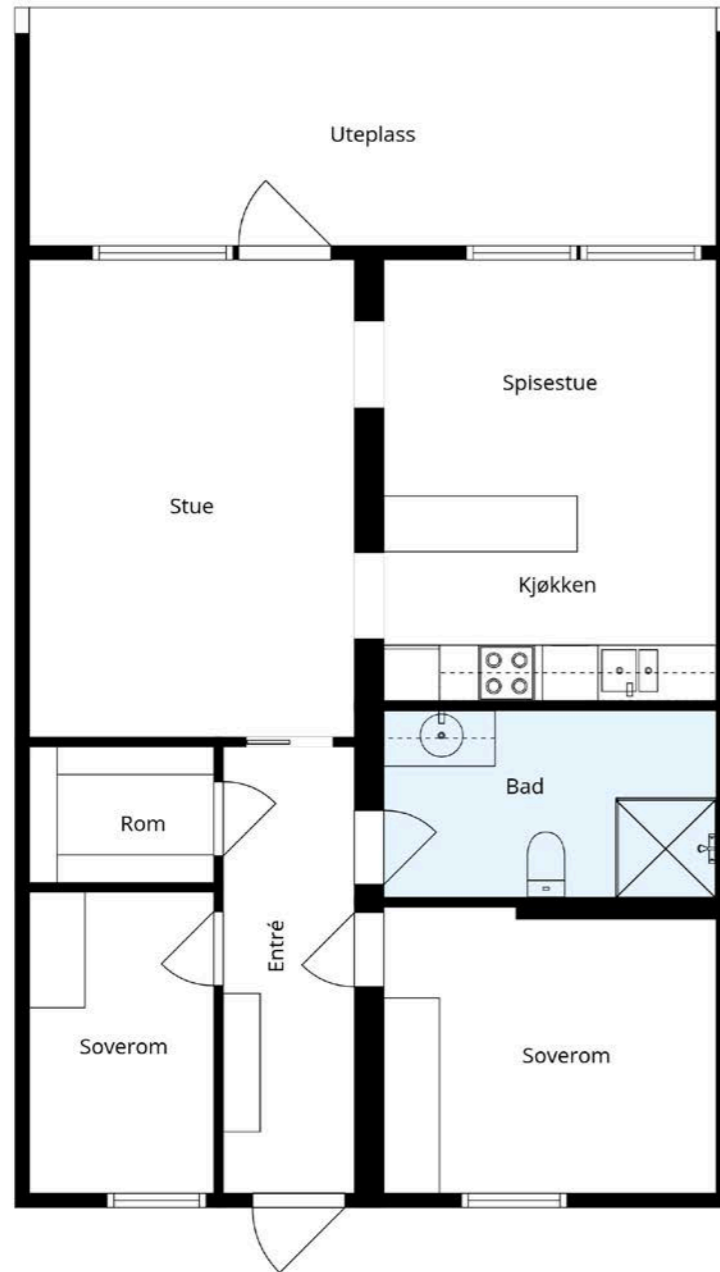 Uteplass
Spisestue
Stue
Kjøkken
Bad
Rom
Entré
Soverom
Soverom